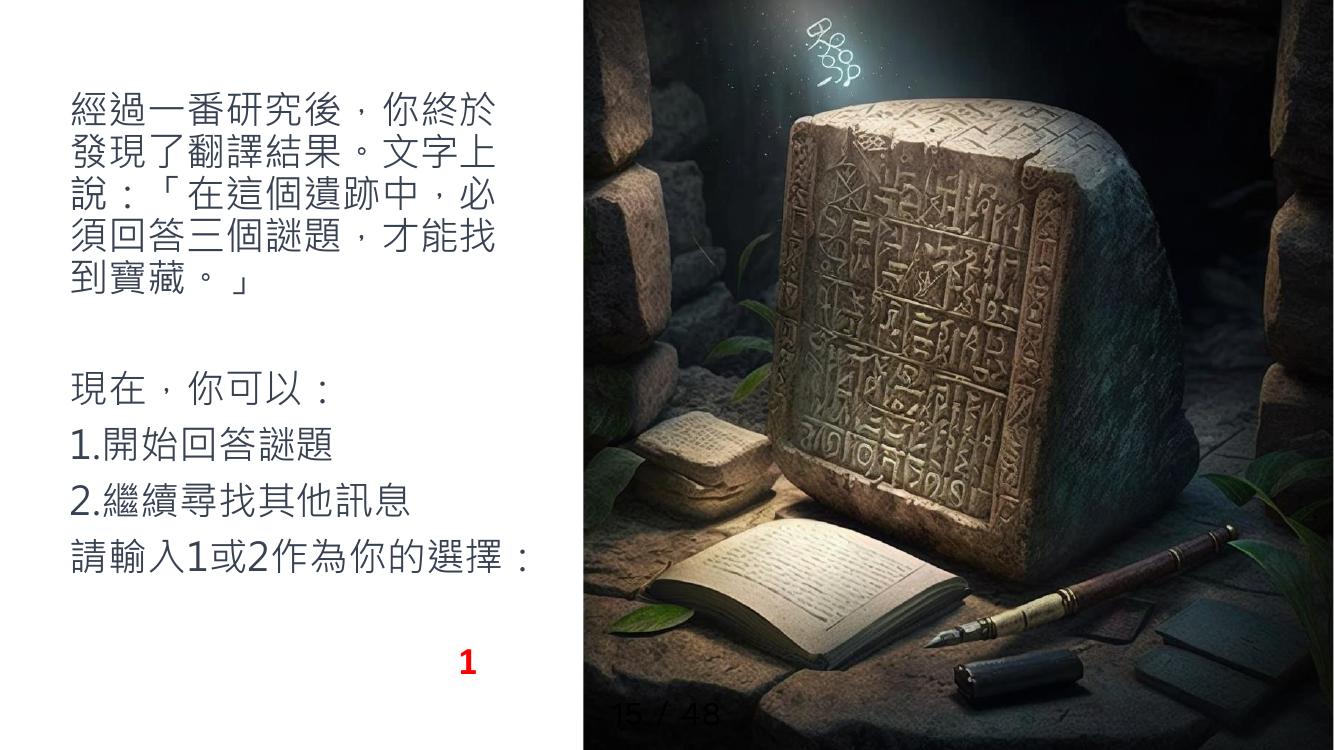 經過一番研究後，你終於
發現了翻譯結果。文字上
說：「在這個遺跡中，必
須回答三個謎題，才能找
到寶藏。」
現在，你可以：
1.開始回答謎題
2.繼續尋找其他訊息
請輸入1或2作為你的選擇：
1
15 / 48